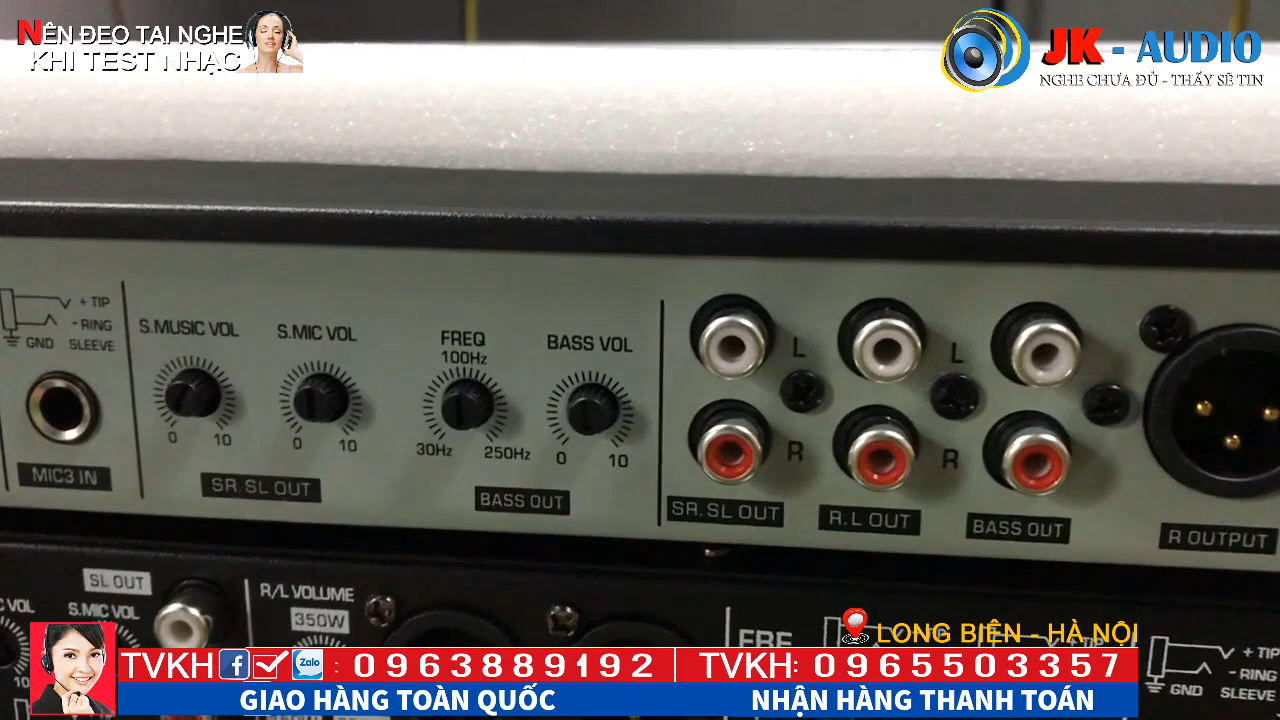 NÊN ĐEO TAI NGHE
KHI TEST NHẠC
JK - AUDIO
NGHE CHƯA ĐỦ - THẤY SẼ TIN
+ TIP
- RING
GND SLEEVE
MIC3 IN
S.MUSIC VOL
0 10
S.MIC VOL
0 10
SR.SL OUT
FREQ
100Hz
30Hz 250Hz
BASS VOL
0 10
BASS OUT
L
R
SR.SL OUT
L
R
R.L OUT
BASS OUT
R OUTPUT
SL OUT
VOL
S.MIC VOL
10
R/L VOLUME
350W
+ TIP
- RING
GND SLEEVE
LONG BIÊN - HÀ NỘI
TVKH f Zalo : 0963889192 | TVKH: 0965503357
GIAO HÀNG TOÀN QUỐC NHẬN HÀNG THANH TOÁN